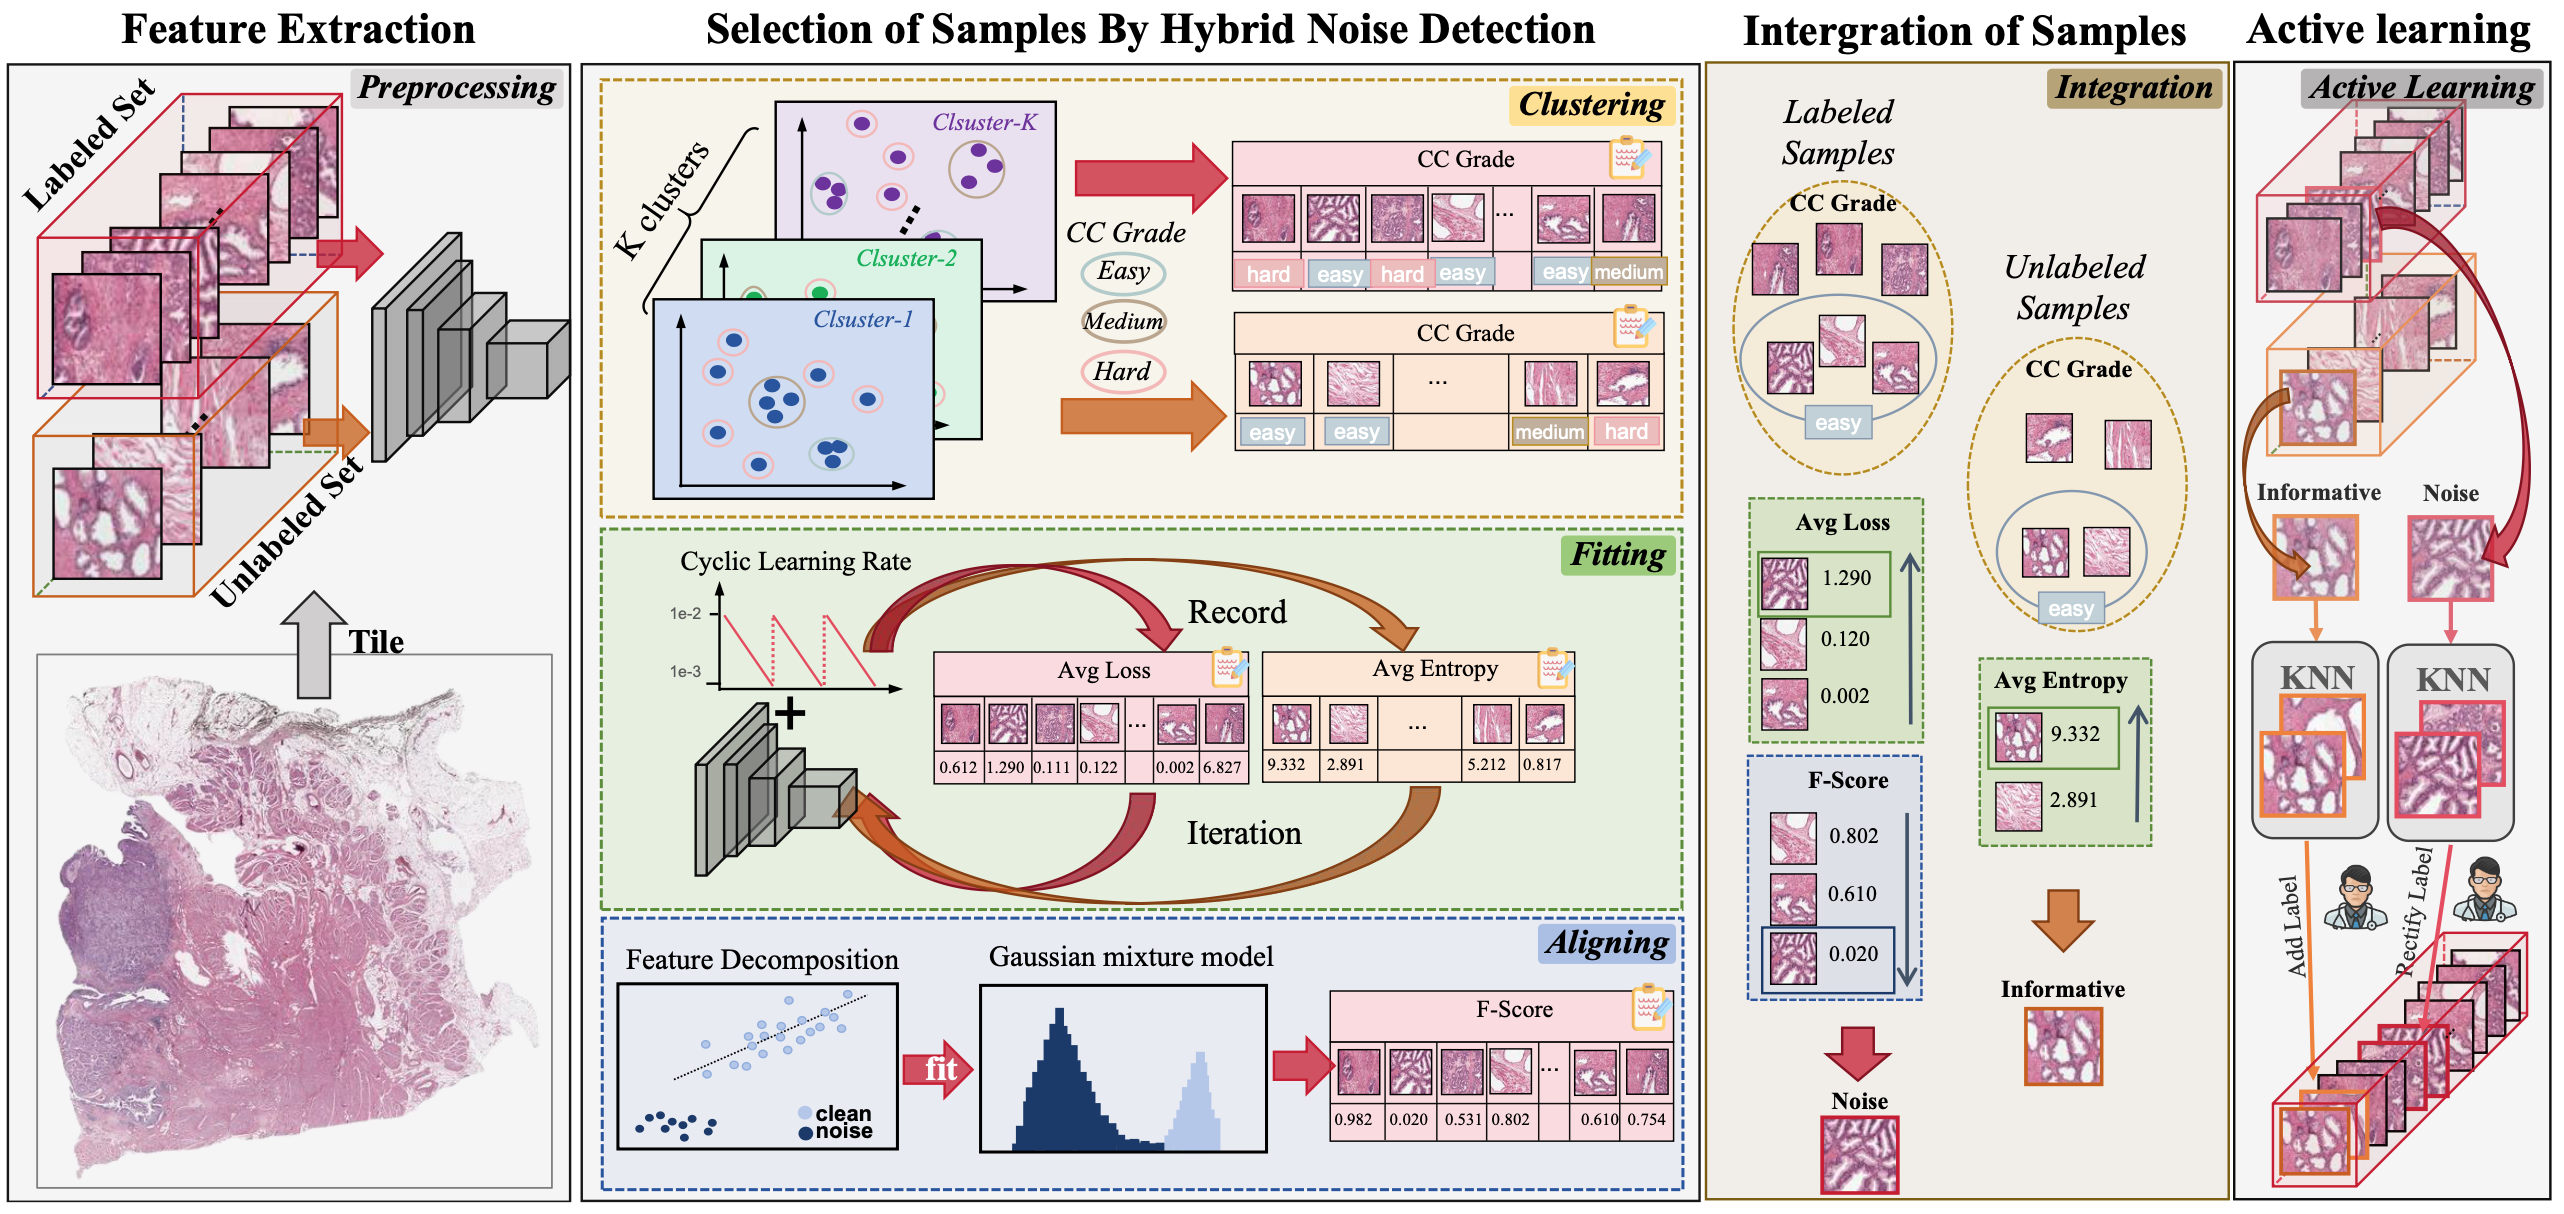 Feature Extraction
Preprocessing
Labeled Set
Unlabeled Set
Tile
Selection of Samples By Hybrid Noise Detection
Clustering
K clusters
Clsuster-K
Clsuster-2
Clsuster-1
CC Grade
Easy
Medium
Hard
CC Grade
...
hard easy hard easy easy medium
CC Grade
...
easy easy medium hard
Fitting
Cyclic Learning Rate
1e-2
1e-3
+
Record
Avg Loss
...
0.612 1.290 0.111 0.122 0.002 6.827
Avg Entropy
...
9.332 2.891 5.212 0.817
Iteration
Aligning
Feature Decomposition
clean
noise
fit
Gaussian mixture model
F-Score
...
0.982 0.020 0.531 0.802 0.610 0.754
Intergration of Samples
Integration
Labeled
Samples
CC Grade
easy
Avg Loss
1.290
0.120
0.002
F-Score
0.802
0.610
0.020
Noise
Unlabeled
Samples
CC Grade
easy
Avg Entropy
9.332
2.891
Informative
Active learning
Active Learning
Informative
Noise
KNN
KNN
Add Label
Rectify Label